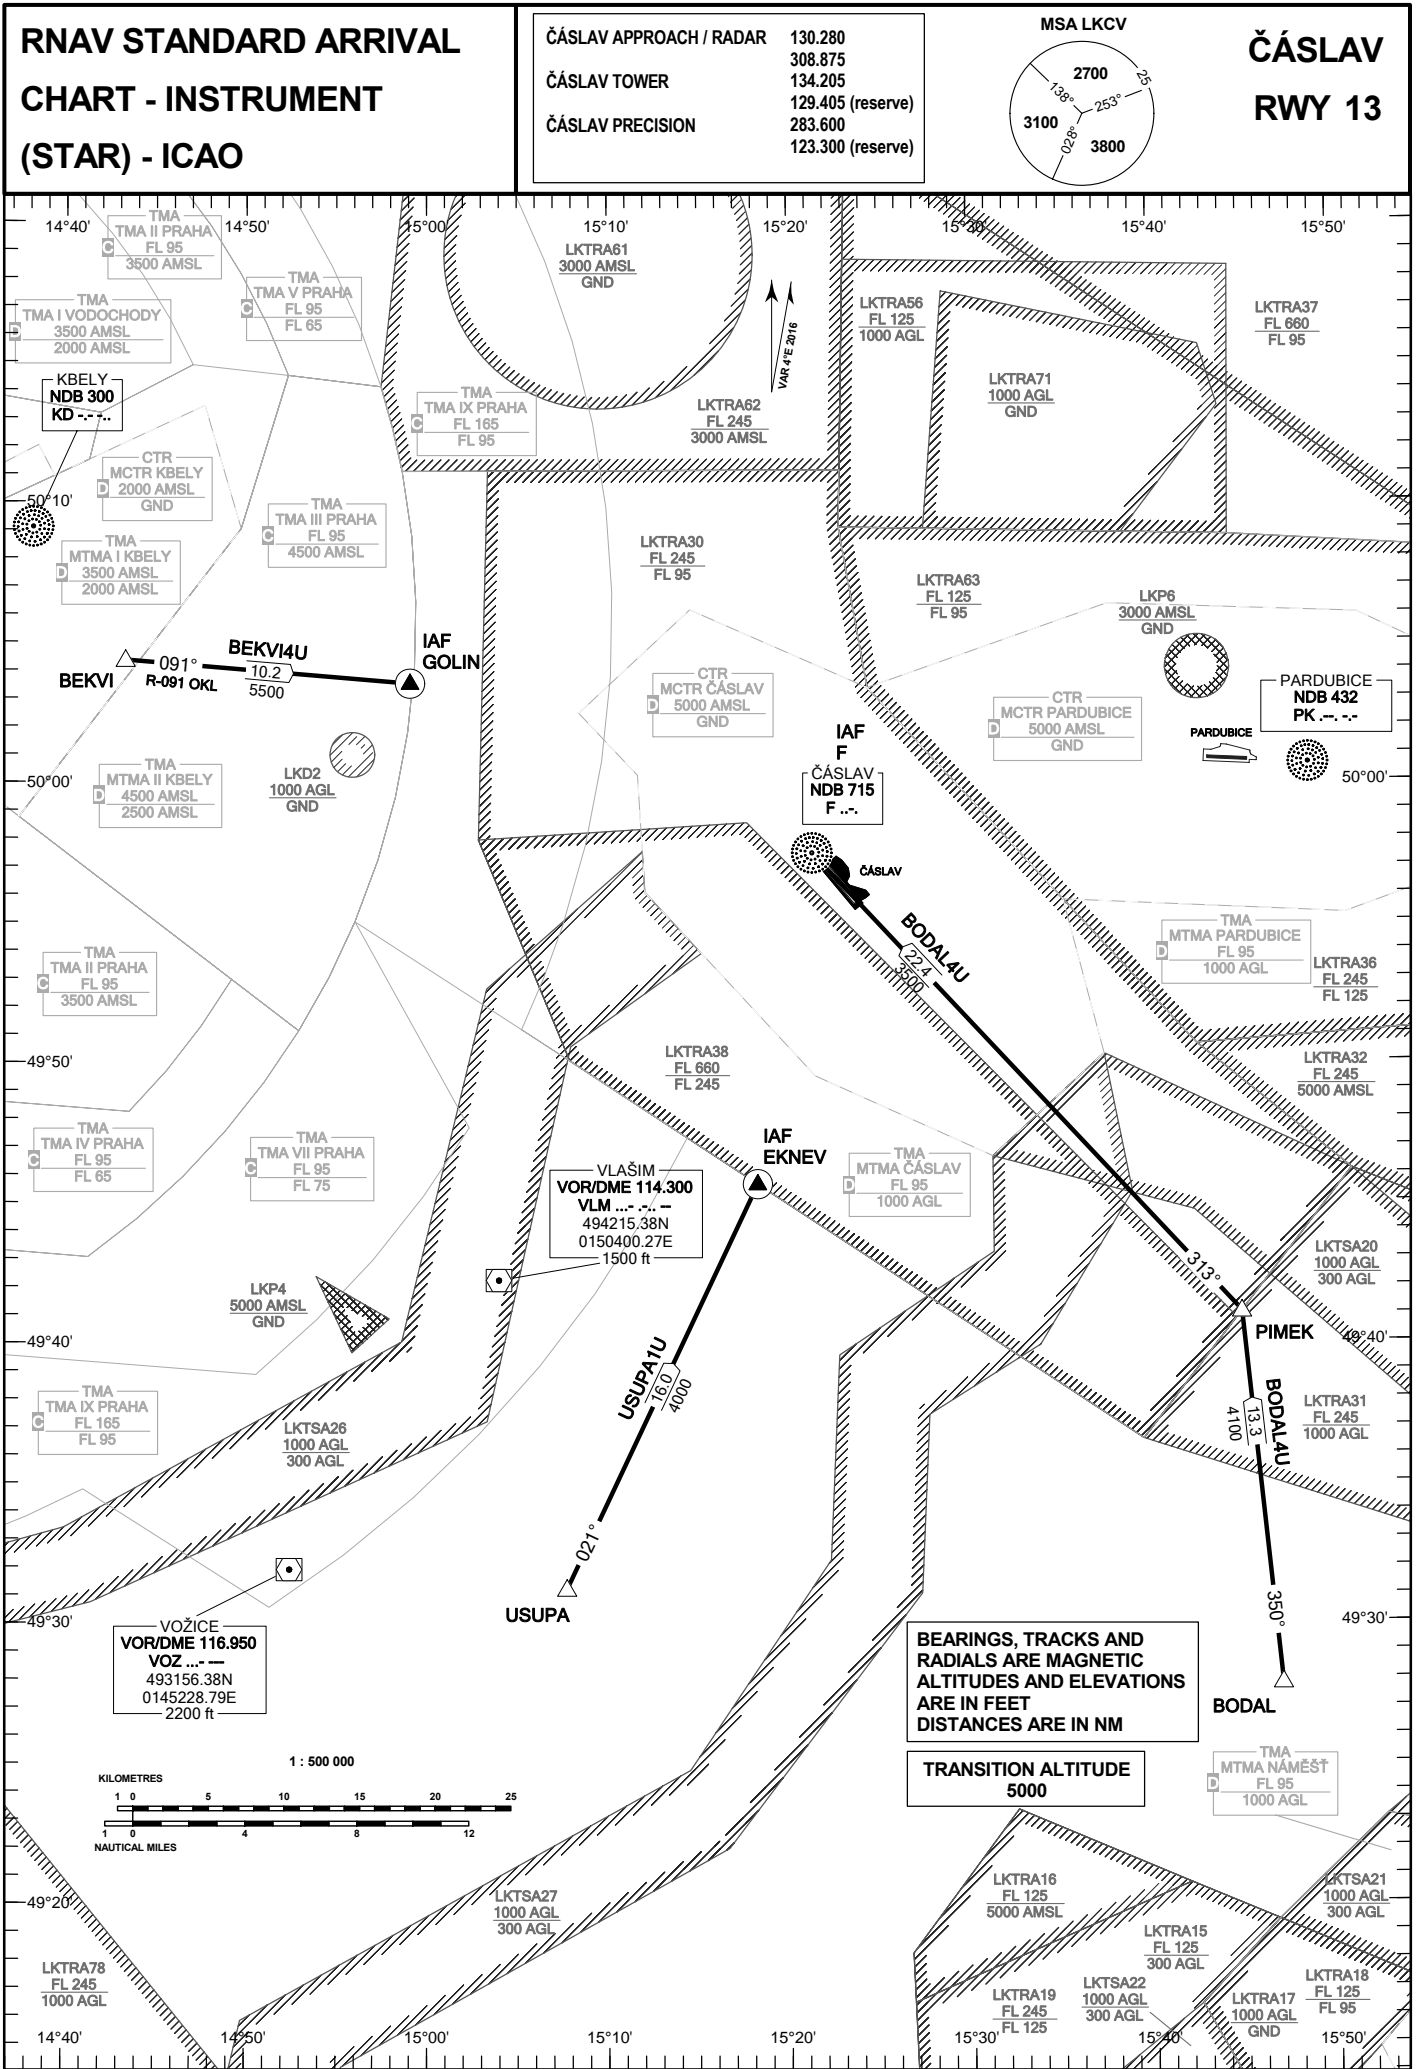 RNAV STANDARD ARRIVAL
CHART - INSTRUMENT
(STAR) - ICAO
ČÁSLAV APPROACH / RADAR 130.280
308.875
ČÁSLAV TOWER 134.205
129.405 (reserve)
ČÁSLAV PRECISION 283.600
123.300 (reserve)
MSA LKCV
2700
25
138°
253°
3100
028°
3800
ČÁSLAV
RWY 13
14°40' 14°50' 15°00' 15°10' 15°20' 15°30' 15°40' 15°50'
TMA
TMA II PRAHA
C FL 95
3500 AMSL
TMA
TMA V PRAHA
C FL 95
FL 65
TMA
TMA I VODOCHODY
D 3500 AMSL
2000 AMSL
LKTRA61
3000 AMSL
GND
VAR 4°E 2016
LKTRA56
FL 125
1000 AGL
LKTRA37
FL 660
FL 95
KBELY
NDB 300
KD -.- -..
TMA
TMA IX PRAHA
C FL 165
FL 95
LKTRA62
FL 245
3000 AMSL
LKTRA71
1000 AGL
GND
CTR
MCTR KBELY
D 2000 AMSL
GND
50°10'
TMA
TMA III PRAHA
C FL 95
4500 AMSL
TMA
MTMA I KBELY
D 3500 AMSL
2000 AMSL
LKTRA30
FL 245
FL 95
LKTRA63
FL 125
FL 95
LKP6
3000 AMSL
GND
BEKVI
091°
R-091 OKL
BEKVI4U
10.2
5500
IAF
GOLIN
CTR
MCTR ČÁSLAV
D 5000 AMSL
GND
CTR
MCTR PARDUBICE
D 5000 AMSL
GND
PARDUBICE
NDB 432
PK .--. -.-
PARDUBICE
IAF
F
ČÁSLAV
NDB 715
F ..-.
ČÁSLAV
TMA
MTMA II KBELY
D 4500 AMSL
2500 AMSL
LKD2
1000 AGL
GND
50°00' 50°00'
BODAL4U
22.4
3500
TMA
MTMA PARDUBICE
D FL 95
1000 AGL
LKTRA36
FL 245
FL 125
TMA
TMA II PRAHA
C FL 95
3500 AMSL
49°50'
LKTRA38
FL 660
FL 245
LKTRA32
FL 245
5000 AMSL
TMA
TMA IV PRAHA
C FL 95
FL 65
TMA
TMA VII PRAHA
C FL 95
FL 75
IAF
EKNEV
TMA
MTMA ČÁSLAV
D FL 95
1000 AGL
VLAŠIM
VOR/DME 114.300
VLM ...- .-.. --
494215.38N
0150400.27E
1500 ft
LKTSA20
1000 AGL
300 AGL
313°
PIMEK
LKP4
5000 AMSL
GND
49°40' 49°40'
USUPA1U
16.0
4000
BODAL4U
13.3
4100
LKTRA31
FL 245
1000 AGL
TMA
TMA IX PRAHA
C FL 165
FL 95
LKTSA26
1000 AGL
300 AGL
021°
USUPA
350°
BODAL
49°30' 49°30'
VOŽICE
VOR/DME 116.950
VOZ ...- --- --..
493156.38N
0145228.79E
2200 ft
BEARINGS, TRACKS AND
RADIALS ARE MAGNETIC
ALTITUDES AND ELEVATIONS
ARE IN FEET
DISTANCES ARE IN NM
TRANSITION ALTITUDE
5000
TMA
MTMA NÁMĚŠŤ
D FL 95
1000 AGL
1 : 500 000
KILOMETRES
1 0 5 10 15 20 25
1 0 4 8 12
NAUTICAL MILES
49°20'
LKTSA27
1000 AGL
300 AGL
LKTRA16
FL 125
5000 AMSL
LKTSA21
1000 AGL
300 AGL
LKTRA15
FL 125
300 AGL
LKTRA78
FL 245
1000 AGL
LKTRA19
FL 245
FL 125
LKTSA22
1000 AGL
300 AGL
LKTRA17
1000 AGL
GND
LKTRA18
FL 125
FL 95
14°40' 14°50' 15°00' 15°10' 15°20' 15°30' 15°40' 15°50'